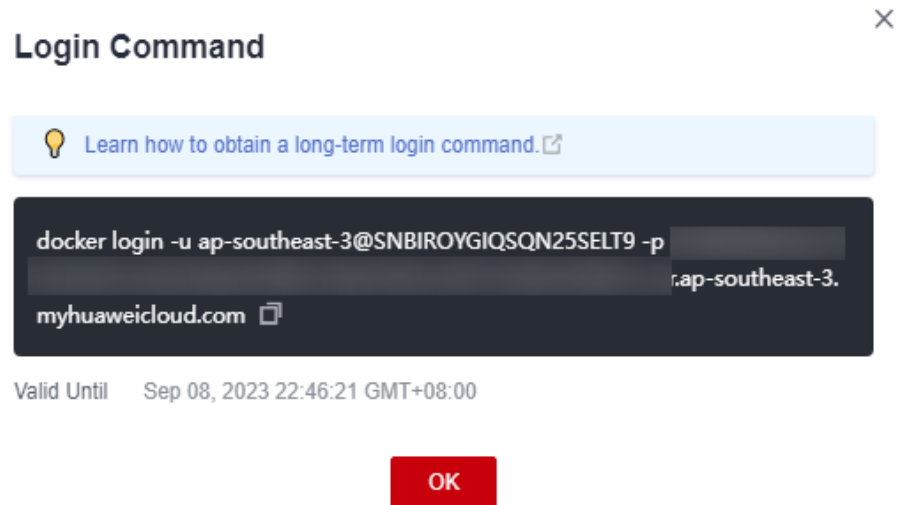 Login Command
Learn how to obtain a long-term login command.
docker login -u ap-southeast-3@SNBIROYGIQSQN25SELT9 -p
r.ap-southeast-3.
myhuaweicloud.com
Valid Until Sep 08, 2023 22:46:21 GMT+08:00
OK